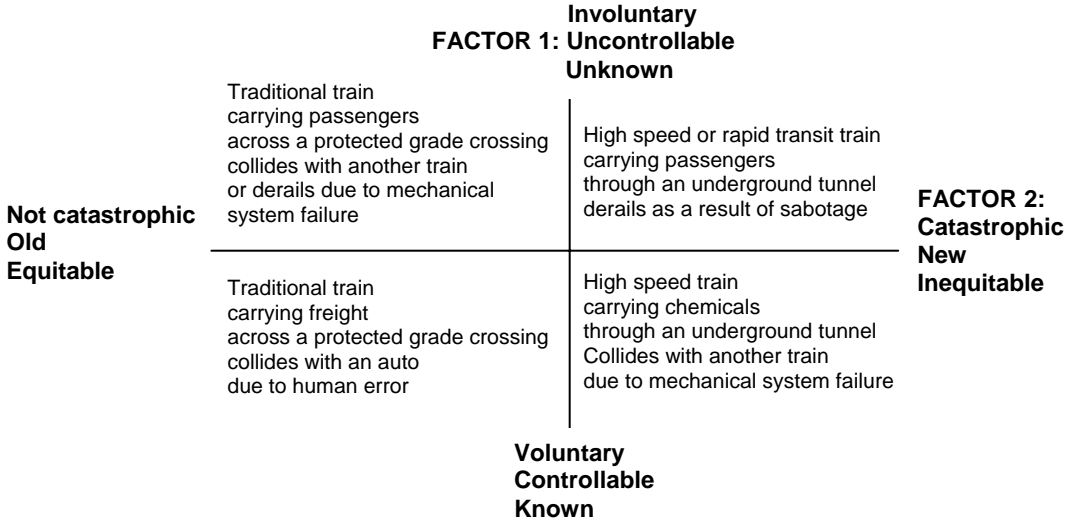 Involuntary
FACTOR 1: Uncontrollable
Unknown
Traditional train
carrying passengers
across a protected grade crossing
collides with another train
or derails due to mechanical
system failure
High speed or rapid transit train
carrying passengers
through an underground tunnel
derails as a result of sabotage
Not catastrophic
Old
Equitable
FACTOR 2:
Catastrophic
New
Inequitable
Traditional train
carrying freight
across a protected grade crossing
collides with an auto
due to human error
High speed train
carrying chemicals
through an underground tunnel
Collides with another train
due to mechanical system failure
Voluntary
Controllable
Known